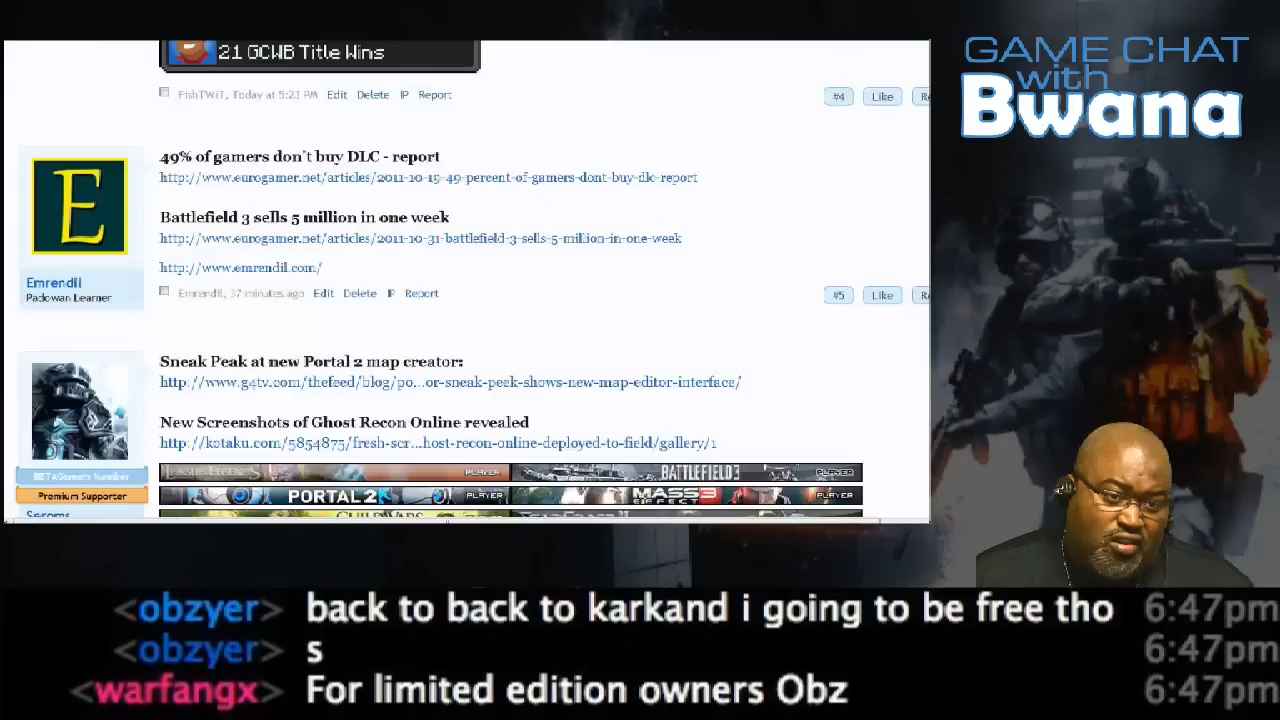 GAME CHAT
with
Bwana
21 GCWB Title Wins
FishTWiT, Today at 5:23 PM Edit Delete IP Report
#4 Like Re
49% of gamers don't buy DLC - report
http://www.eurogamer.net/articles/2011-10-15-49-percent-of-gamers-dont-buy-dlc-report
Battlefield 3 sells 5 million in one week
http://www.eurogamer.net/articles/2011-10-31-battlefield-3-sells-5-million-in-one-week
http://www.emrendil.com/
E
Emrendil
Padowan Learner
Emrendil, 37 minutes ago Edit Delete IP Report
#5 Like Re
Sneak Peak at new Portal 2 map creator:
http://www.g4tv.com/thefeed/blog/po...or-sneak-peek-shows-new-map-editor-interface/
New Screenshots of Ghost Recon Online revealed
http://kotaku.com/5854875/fresh-scr...host-recon-online-deployed-to-field/gallery/1
BETAGamers Member
Premium Supporter
LEAGUE LEGENDS PLAYER BATTLEFIELD 3 PLAYER
PORTAL 2 PLAYER MASS EFFECT 3 PLAYER
GUILD WARS
<obzyer> back to back to karkand i going to be free tho 6:47pm
<obzyer> s 6:47pm
<warfangx> For limited edition owners Obz 6:47pm